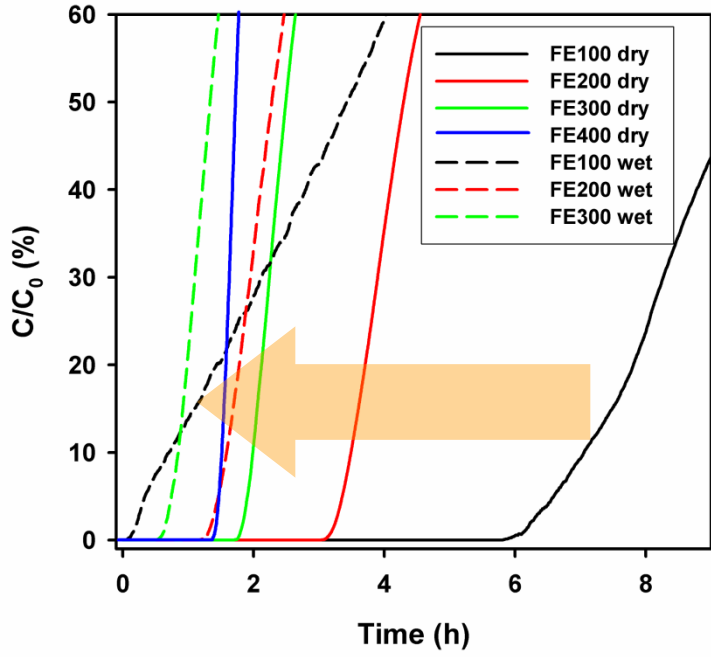 60
50
40
30
20
10
0
C/C0 (%)
FE100 dry
FE200 dry
FE300 dry
FE400 dry
FE100 wet
FE200 wet
FE300 wet
0 2 4 6 8
Time (h)